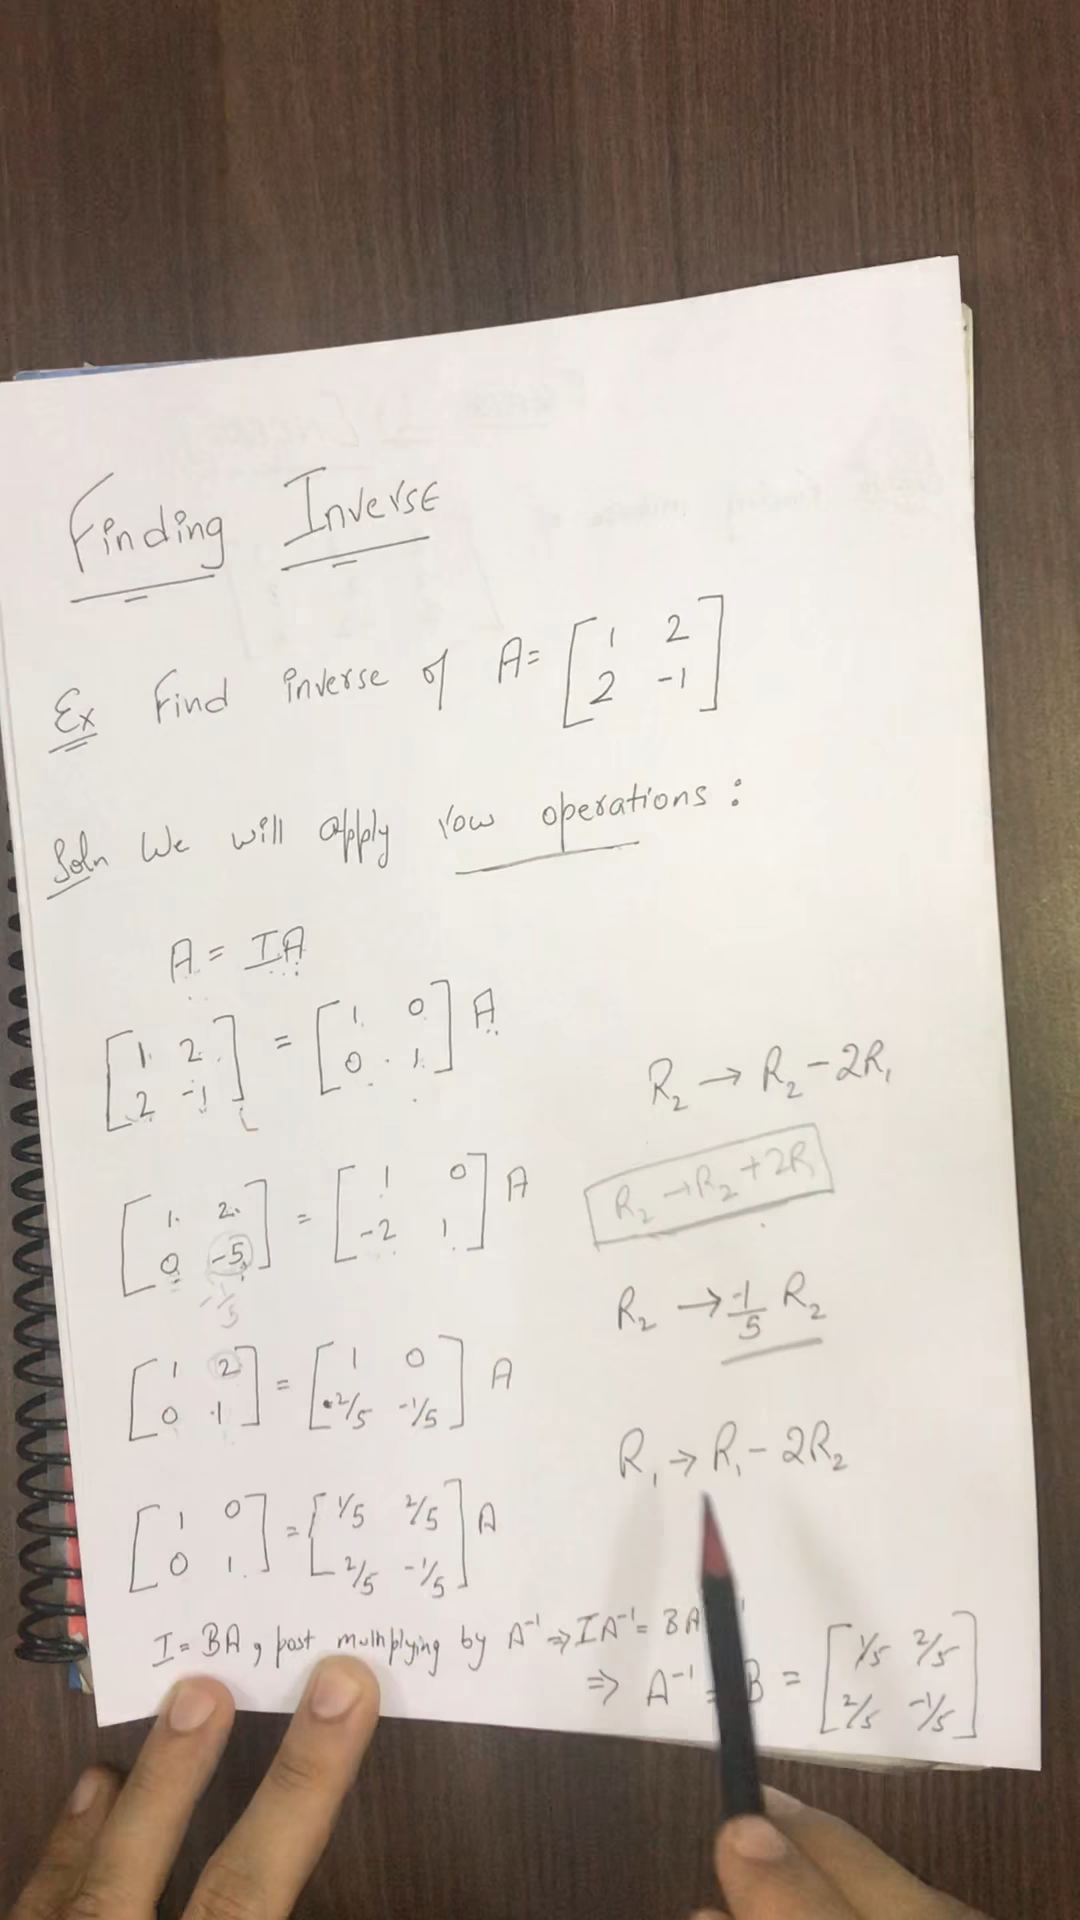 Finding Inverse
Ex Find inverse of A = [1 2
2 -1]
Soln We will apply row operations :
A = IA
[1 2
2 -1] = [1 0
0 1] A
R₂ → R₂ - 2R₁
R₂ → R₂ + 2R₁
[1 2
0 -5] = [1 0
-2 1] A
-1/5
R₂ → -1/5 R₂
[1 2
0 1] = [1 0
2/5 -1/5] A
R₁ → R₁ - 2R₂
[1 0
0 1] = [1/5 2/5
2/5 -1/5] A
I = BA, post multiplying by A⁻¹ ⇒ IA⁻¹ = BA
⇒ A⁻¹ = B = [1/5 2/5
2/5 -1/5]